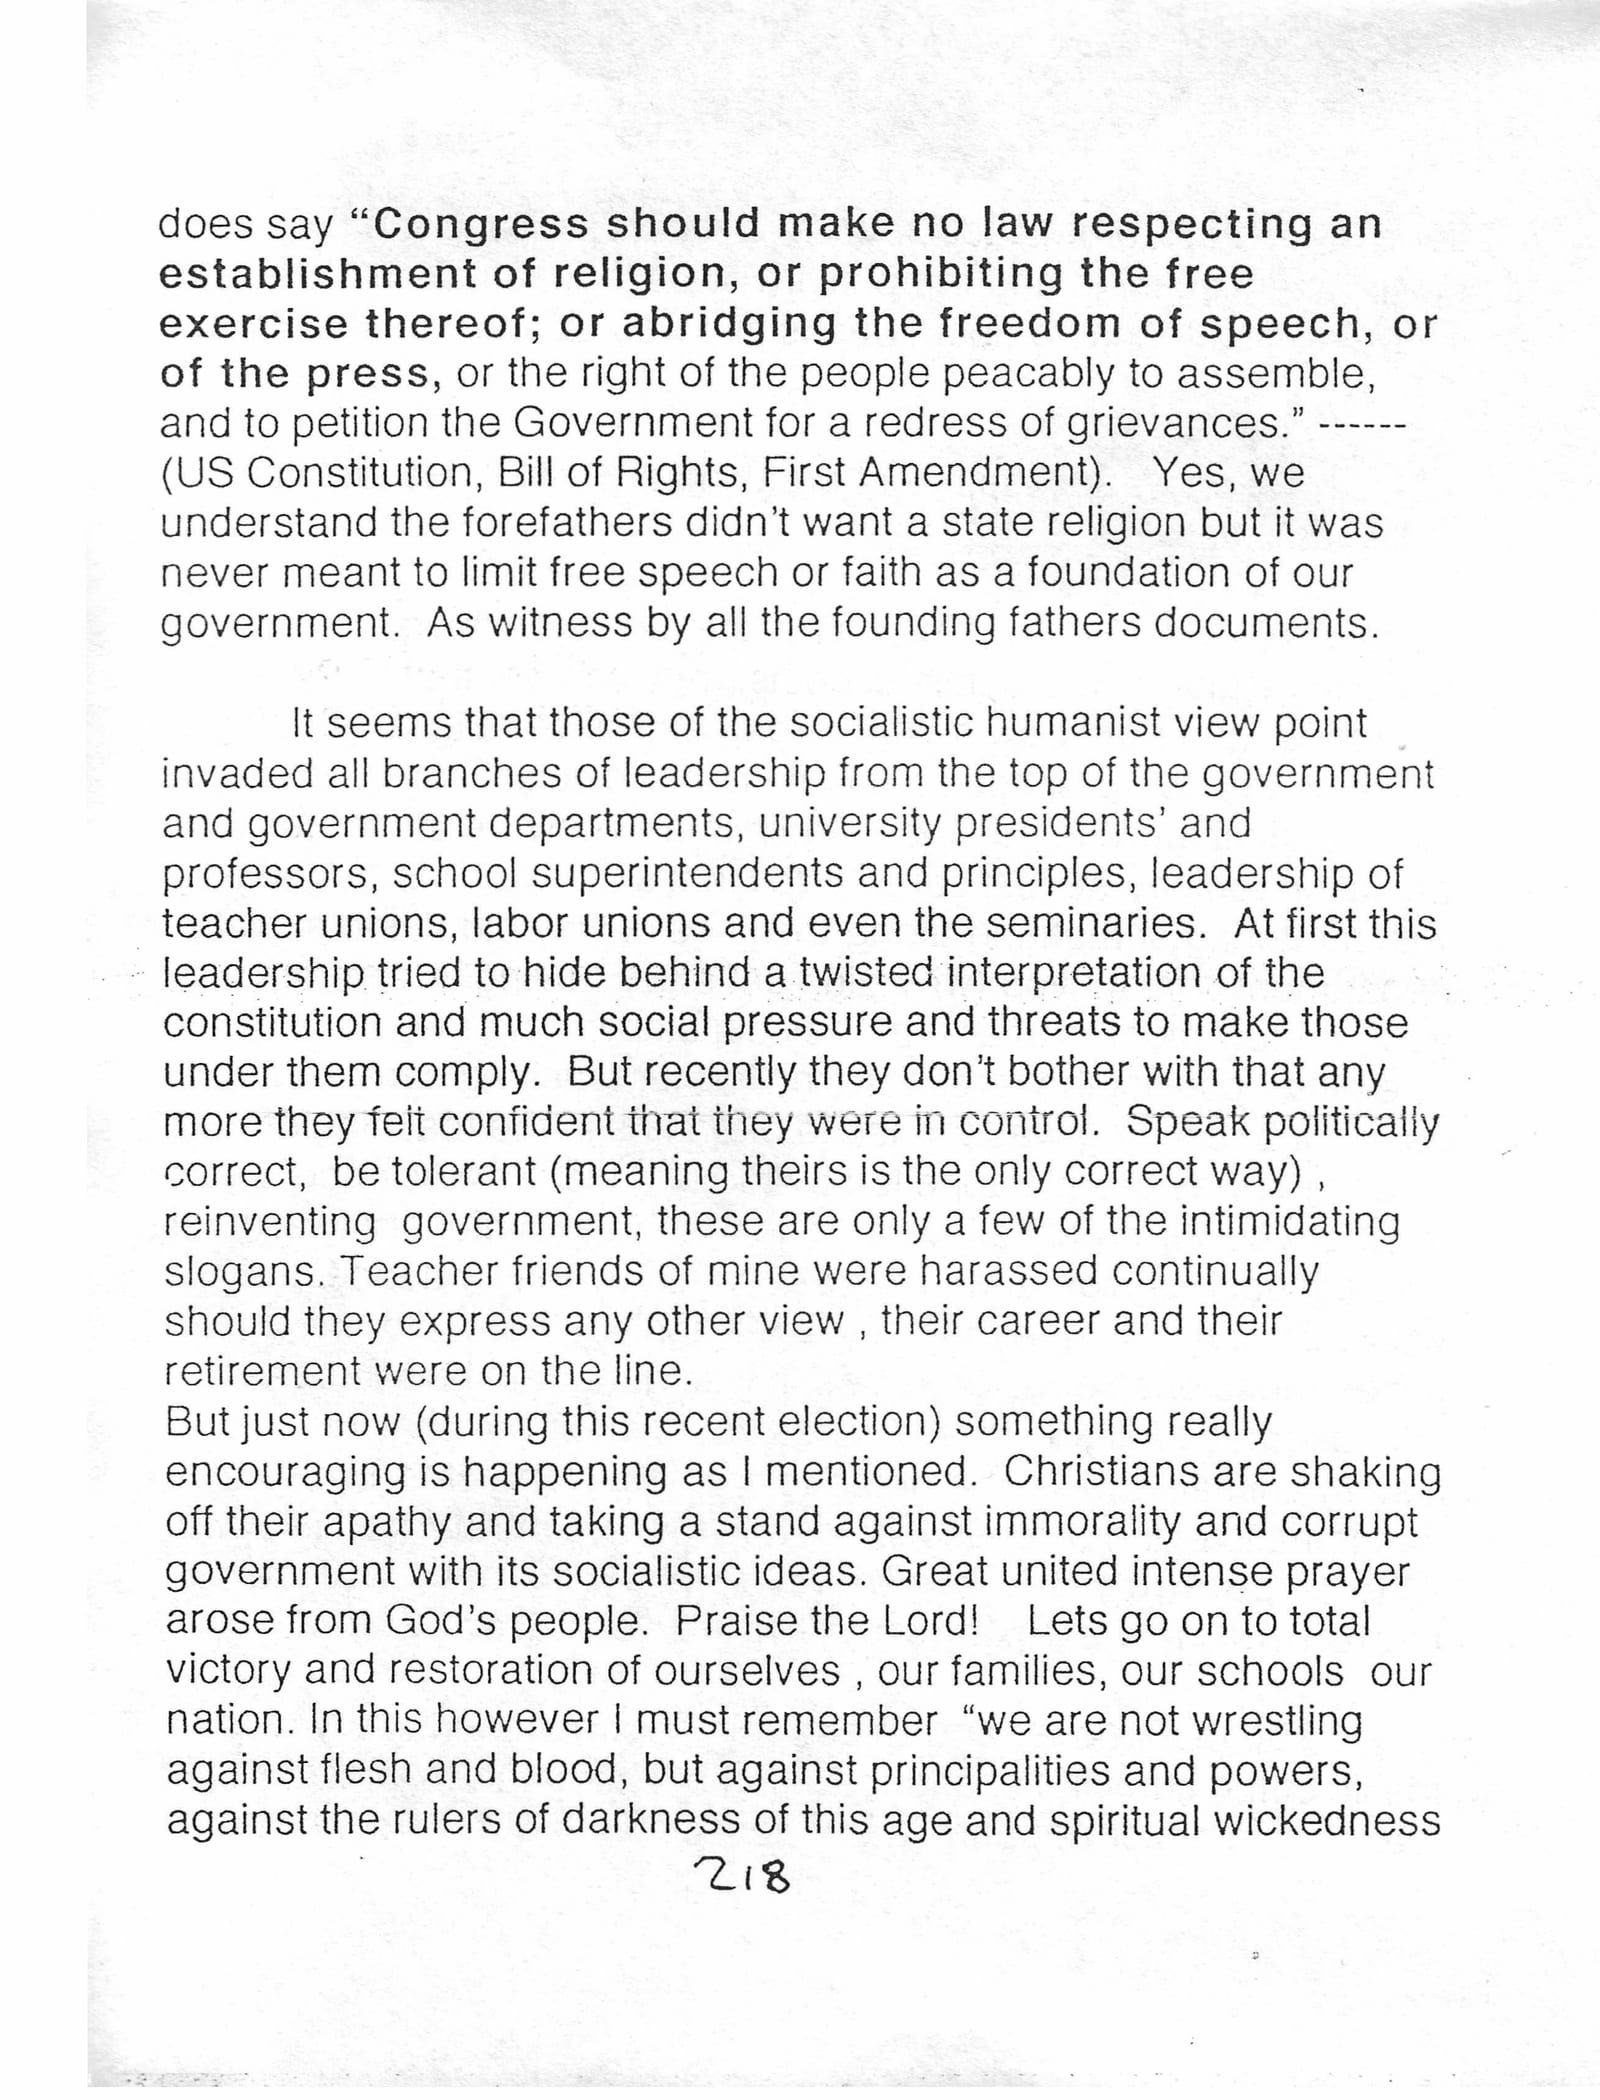 does say “Congress should make no law respecting an
establishment of religion, or prohibiting the free
exercise thereof; or abridging the freedom of speech, or
of the press, or the right of the people peacably to assemble,
and to petition the Government for a redress of grievances.” ------
(US Constitution, Bill of Rights, First Amendment).   Yes, we
understand the forefathers didn't want a state religion but it was
never meant to limit free speech or faith as a foundation of our
government.  As witness by all the founding fathers documents.
It seems that those of the socialistic humanist view point
invaded all branches of leadership from the top of the government
and government departments, university presidents' and
professors, school superintendents and principles, leadership of
teacher unions, labor unions and even the seminaries.  At first this
leadership tried to hide behind a twisted interpretation of the
constitution and much social pressure and threats to make those
under them comply.  But recently they don't bother with that any
more they felt confident that they were in control.  Speak politically
correct,  be tolerant (meaning theirs is the only correct way) ,
reinventing  government, these are only a few of the intimidating
slogans. Teacher friends of mine were harassed continually
should they express any other view , their career and their
retirement were on the line.
But just now (during this recent election) something really
encouraging is happening as I mentioned.  Christians are shaking
off their apathy and taking a stand against immorality and corrupt
government with its socialistic ideas. Great united intense prayer
arose from God's people.  Praise the Lord!   Lets go on to total
victory and restoration of ourselves , our families, our schools  our
nation. In this however I must remember  “we are not wrestling
against flesh and blood, but against principalities and powers,
against the rulers of darkness of this age and spiritual wickedness
218